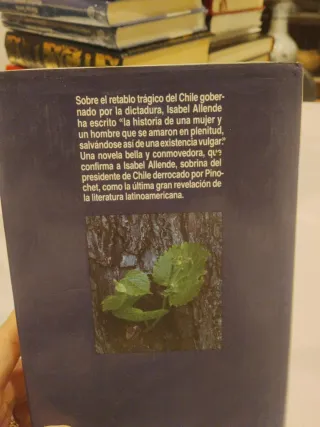 Sobre el retablo trágico del Chile gober-
nado por la dictadura, Isabel Allende
ha escrito "la historia de una mujer y
un hombre que se amaron en plenitud,
salvándose así de una existencia vulgar."
Una novela bella y conmovedora, que
confirma a Isabel Allende, sobrina del
presidente de Chile derrocado por Pino-
chet, como la última gran revelación de
la literatura latinoamericana.